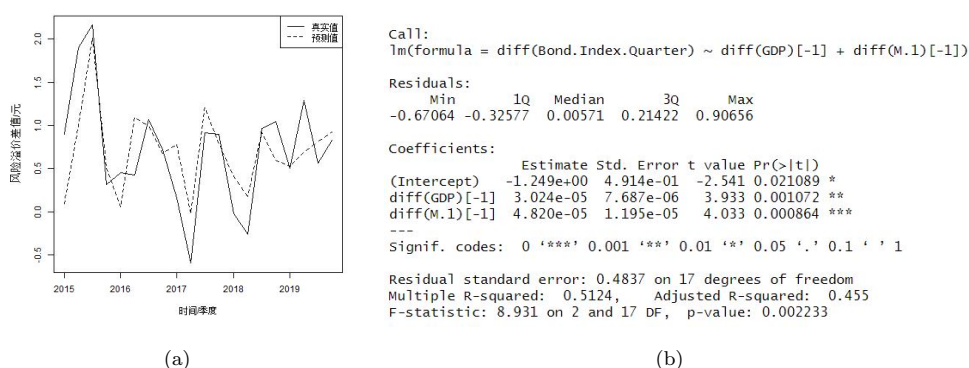 真实值
预测值
2.0
1.5
1.0
0.5
0.0
-0.5
风险溢价差值/元
2015
2016
2017
2018
2019
时间/季度
(a)
Call:
lm(formula = diff(Bond.Index.Quarter) ~ diff(GDP)[-1] + diff(M.1)[-1])
Residuals:
Min 1Q Median 3Q Max
-0.67064 -0.32577 0.00571 0.21422 0.90656
Coefficients:
Estimate Std. Error t value Pr(>|t|)
(Intercept) -1.249e+00 4.914e-01 -2.541 0.021089 *
diff(GDP)[-1] 3.024e-05 7.687e-06 3.933 0.001072 **
diff(M.1)[-1] 4.820e-05 1.195e-05 4.033 0.000864 ***
---
Signif. codes: 0 ‘***’ 0.001 ‘**’ 0.01 ‘*’ 0.05 ‘.’ 0.1 ‘ ’ 1
Residual standard error: 0.4837 on 17 degrees of freedom
Multiple R-squared: 0.5124, Adjusted R-squared: 0.455
F-statistic: 8.931 on 2 and 17 DF, p-value: 0.002233
(b)